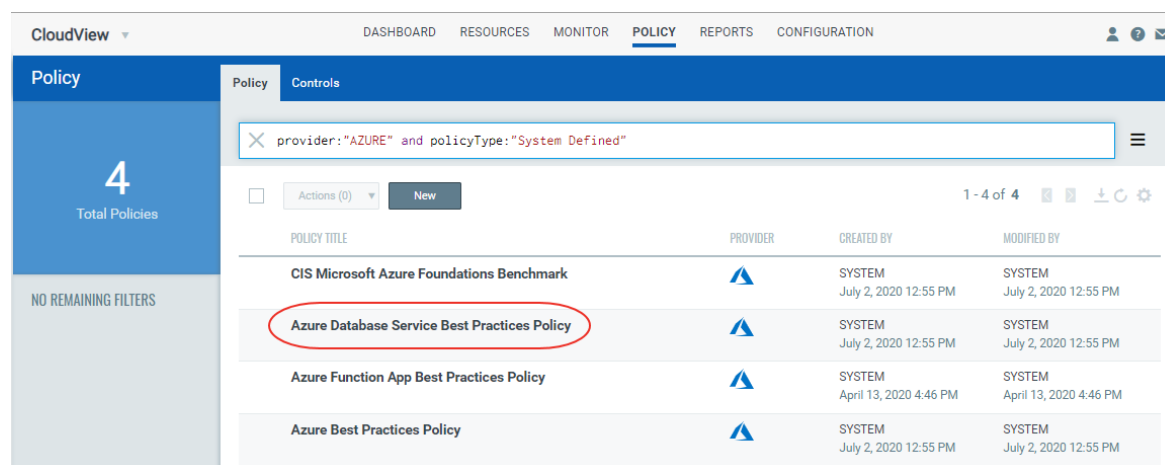 CloudView
DASHBOARD RESOURCES MONITOR POLICY REPORTS CONFIGURATION
Policy
Policy Controls
provider:"AZURE" and policyType:"System Defined"
4
Total Policies
Actions (0) New
1 - 4 of 4
POLICY TITLE PROVIDER CREATED BY MODIFIED BY
NO REMAINING FILTERS
CIS Microsoft Azure Foundations Benchmark SYSTEM SYSTEM
July 2, 2020 12:55 PM July 2, 2020 12:55 PM
Azure Database Service Best Practices Policy SYSTEM SYSTEM
July 2, 2020 12:55 PM July 2, 2020 12:55 PM
Azure Function App Best Practices Policy SYSTEM SYSTEM
April 13, 2020 4:46 PM April 13, 2020 4:46 PM
Azure Best Practices Policy SYSTEM SYSTEM
July 2, 2020 12:55 PM July 2, 2020 12:55 PM